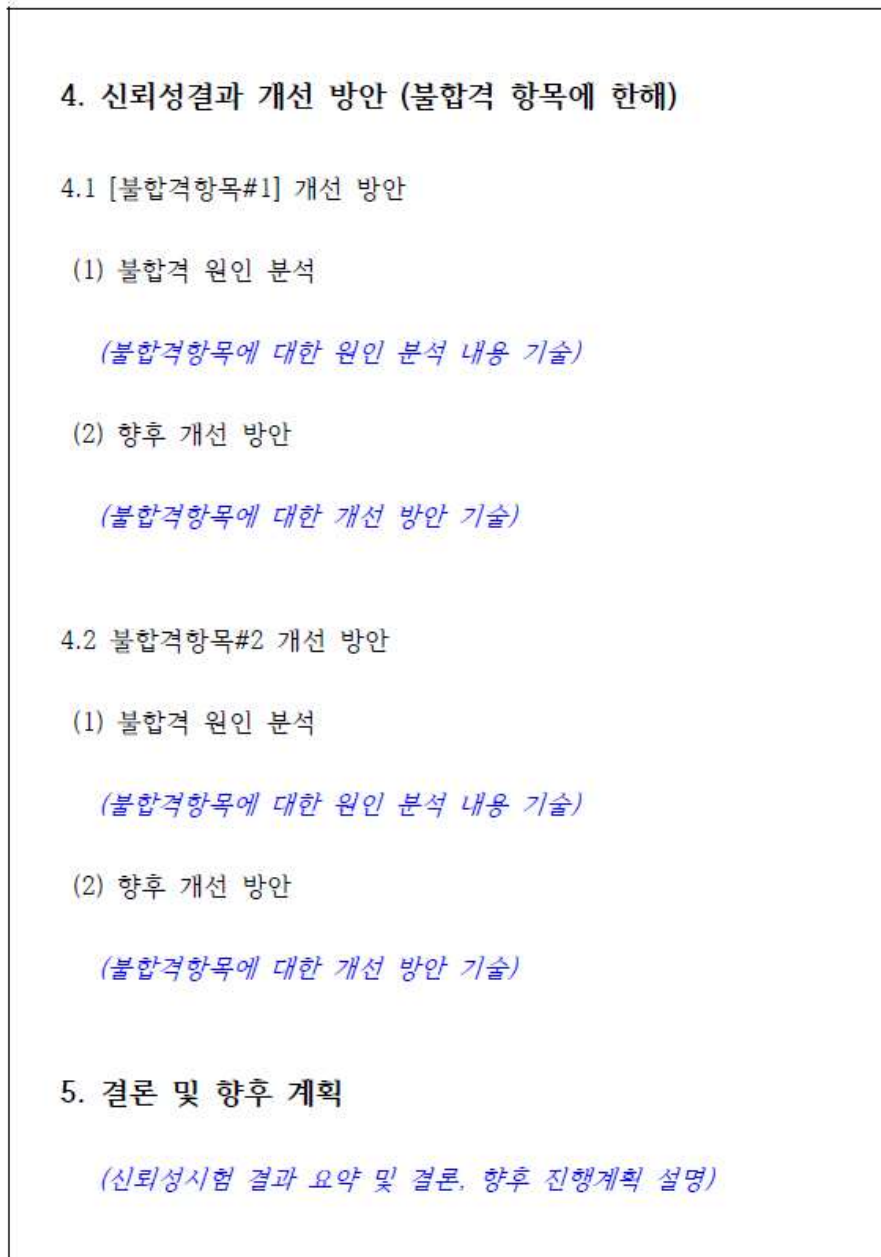 4. 신뢰성결과 개선 방안 (불합격 항목에 한해)
4.1 [불합격항목#1] 개선 방안
(1) 불합격 원인 분석
(불합격항목에 대한 원인 분석 내용 기술)
(2) 향후 개선 방안
(불합격항목에 대한 개선 방안 기술)
4.2 불합격항목#2 개선 방안
(1) 불합격 원인 분석
(불합격항목에 대한 원인 분석 내용 기술)
(2) 향후 개선 방안
(불합격항목에 대한 개선 방안 기술)
5. 결론 및 향후 계획
(신뢰성시험 결과 요약 및 결론, 향후 진행계획 설명)